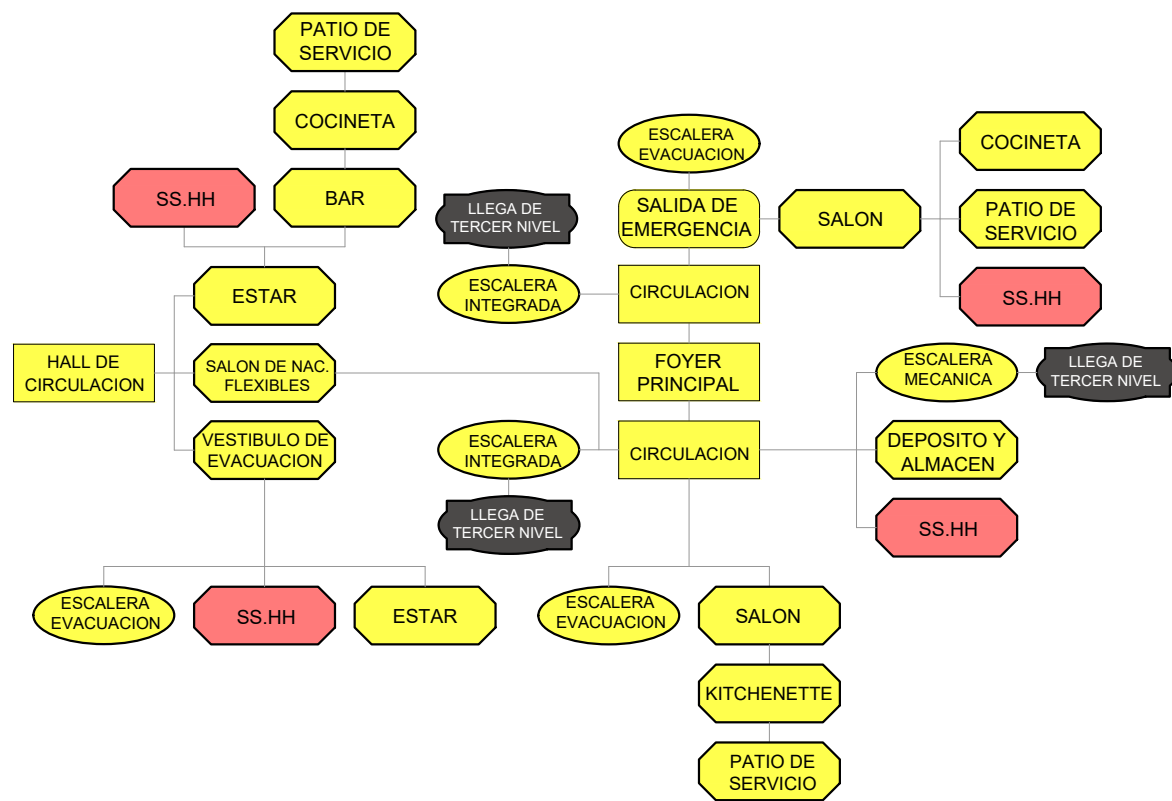 PATIO DE
SERVICIO
COCINETA
SS.HH
BAR
ESTAR
HALL DE
CIRCULACION
SALON DE NAC.
FLEXIBLES
VESTIBULO DE
EVACUACION
ESCALERA
EVACUACION
SS.HH
ESTAR
ESCALERA
EVACUACION
SALIDA DE
EMERGENCIA
LLEGA DE
TERCER NIVEL
ESCALERA
INTEGRADA
CIRCULACION
FOYER
PRINCIPAL
ESCALERA
INTEGRADA
CIRCULACION
LLEGA DE
TERCER NIVEL
SALON
COCINETA
PATIO DE
SERVICIO
SS.HH
ESCALERA
MECANICA
LLEGA DE
TERCER NIVEL
DEPOSITO Y
ALMACEN
SS.HH
ESCALERA
EVACUACION
SALON
KITCHENETTE
PATIO DE
SERVICIO